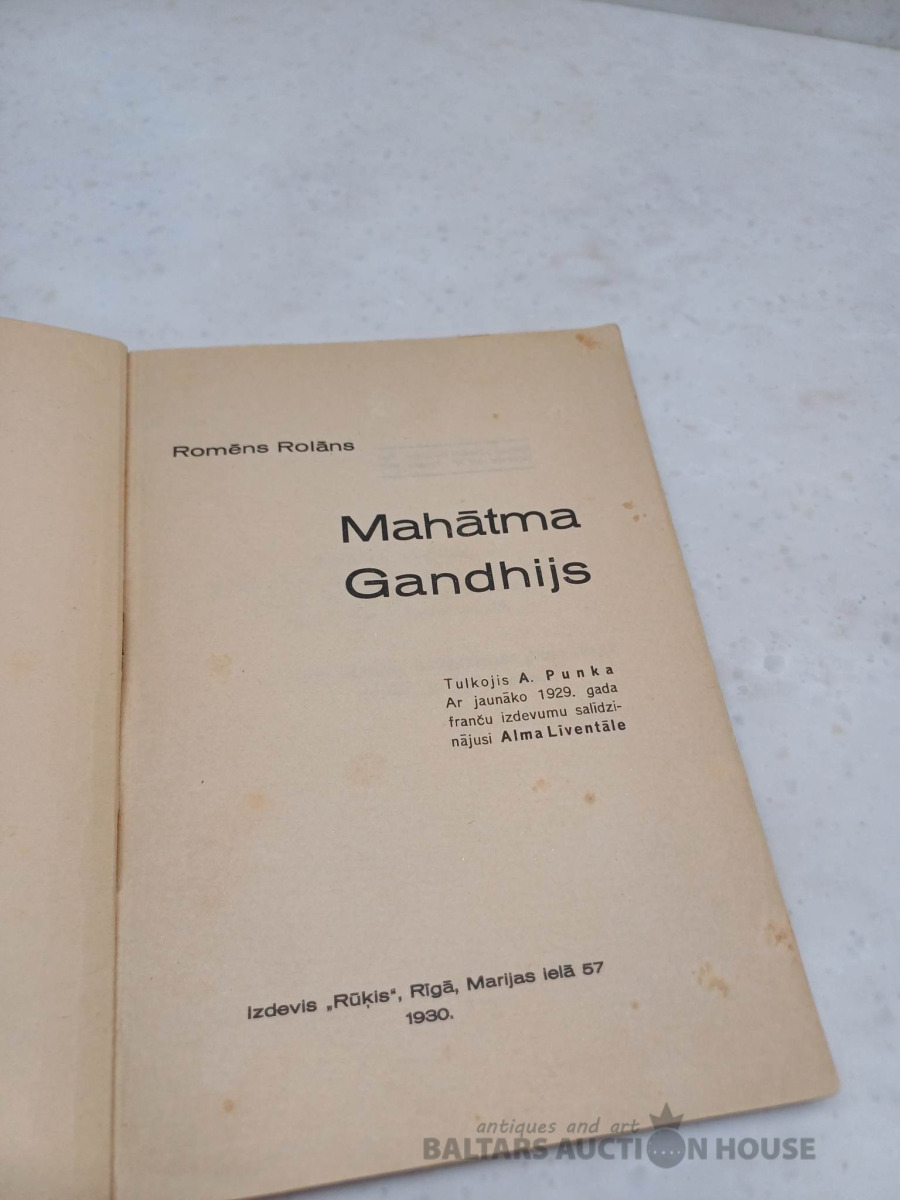 Romēns Rolāns
Mahātma
Gandhijs
Tulkojis A. Punka
Ar jaunāko 1929. gada
franču izdevumu salīdzi-
nājusi Alma Līventāle
Izdevis „Rūķis“, Rīgā, Marijas ielā 57
1930.
antiques and art
BALTARS AUCTION HOUSE